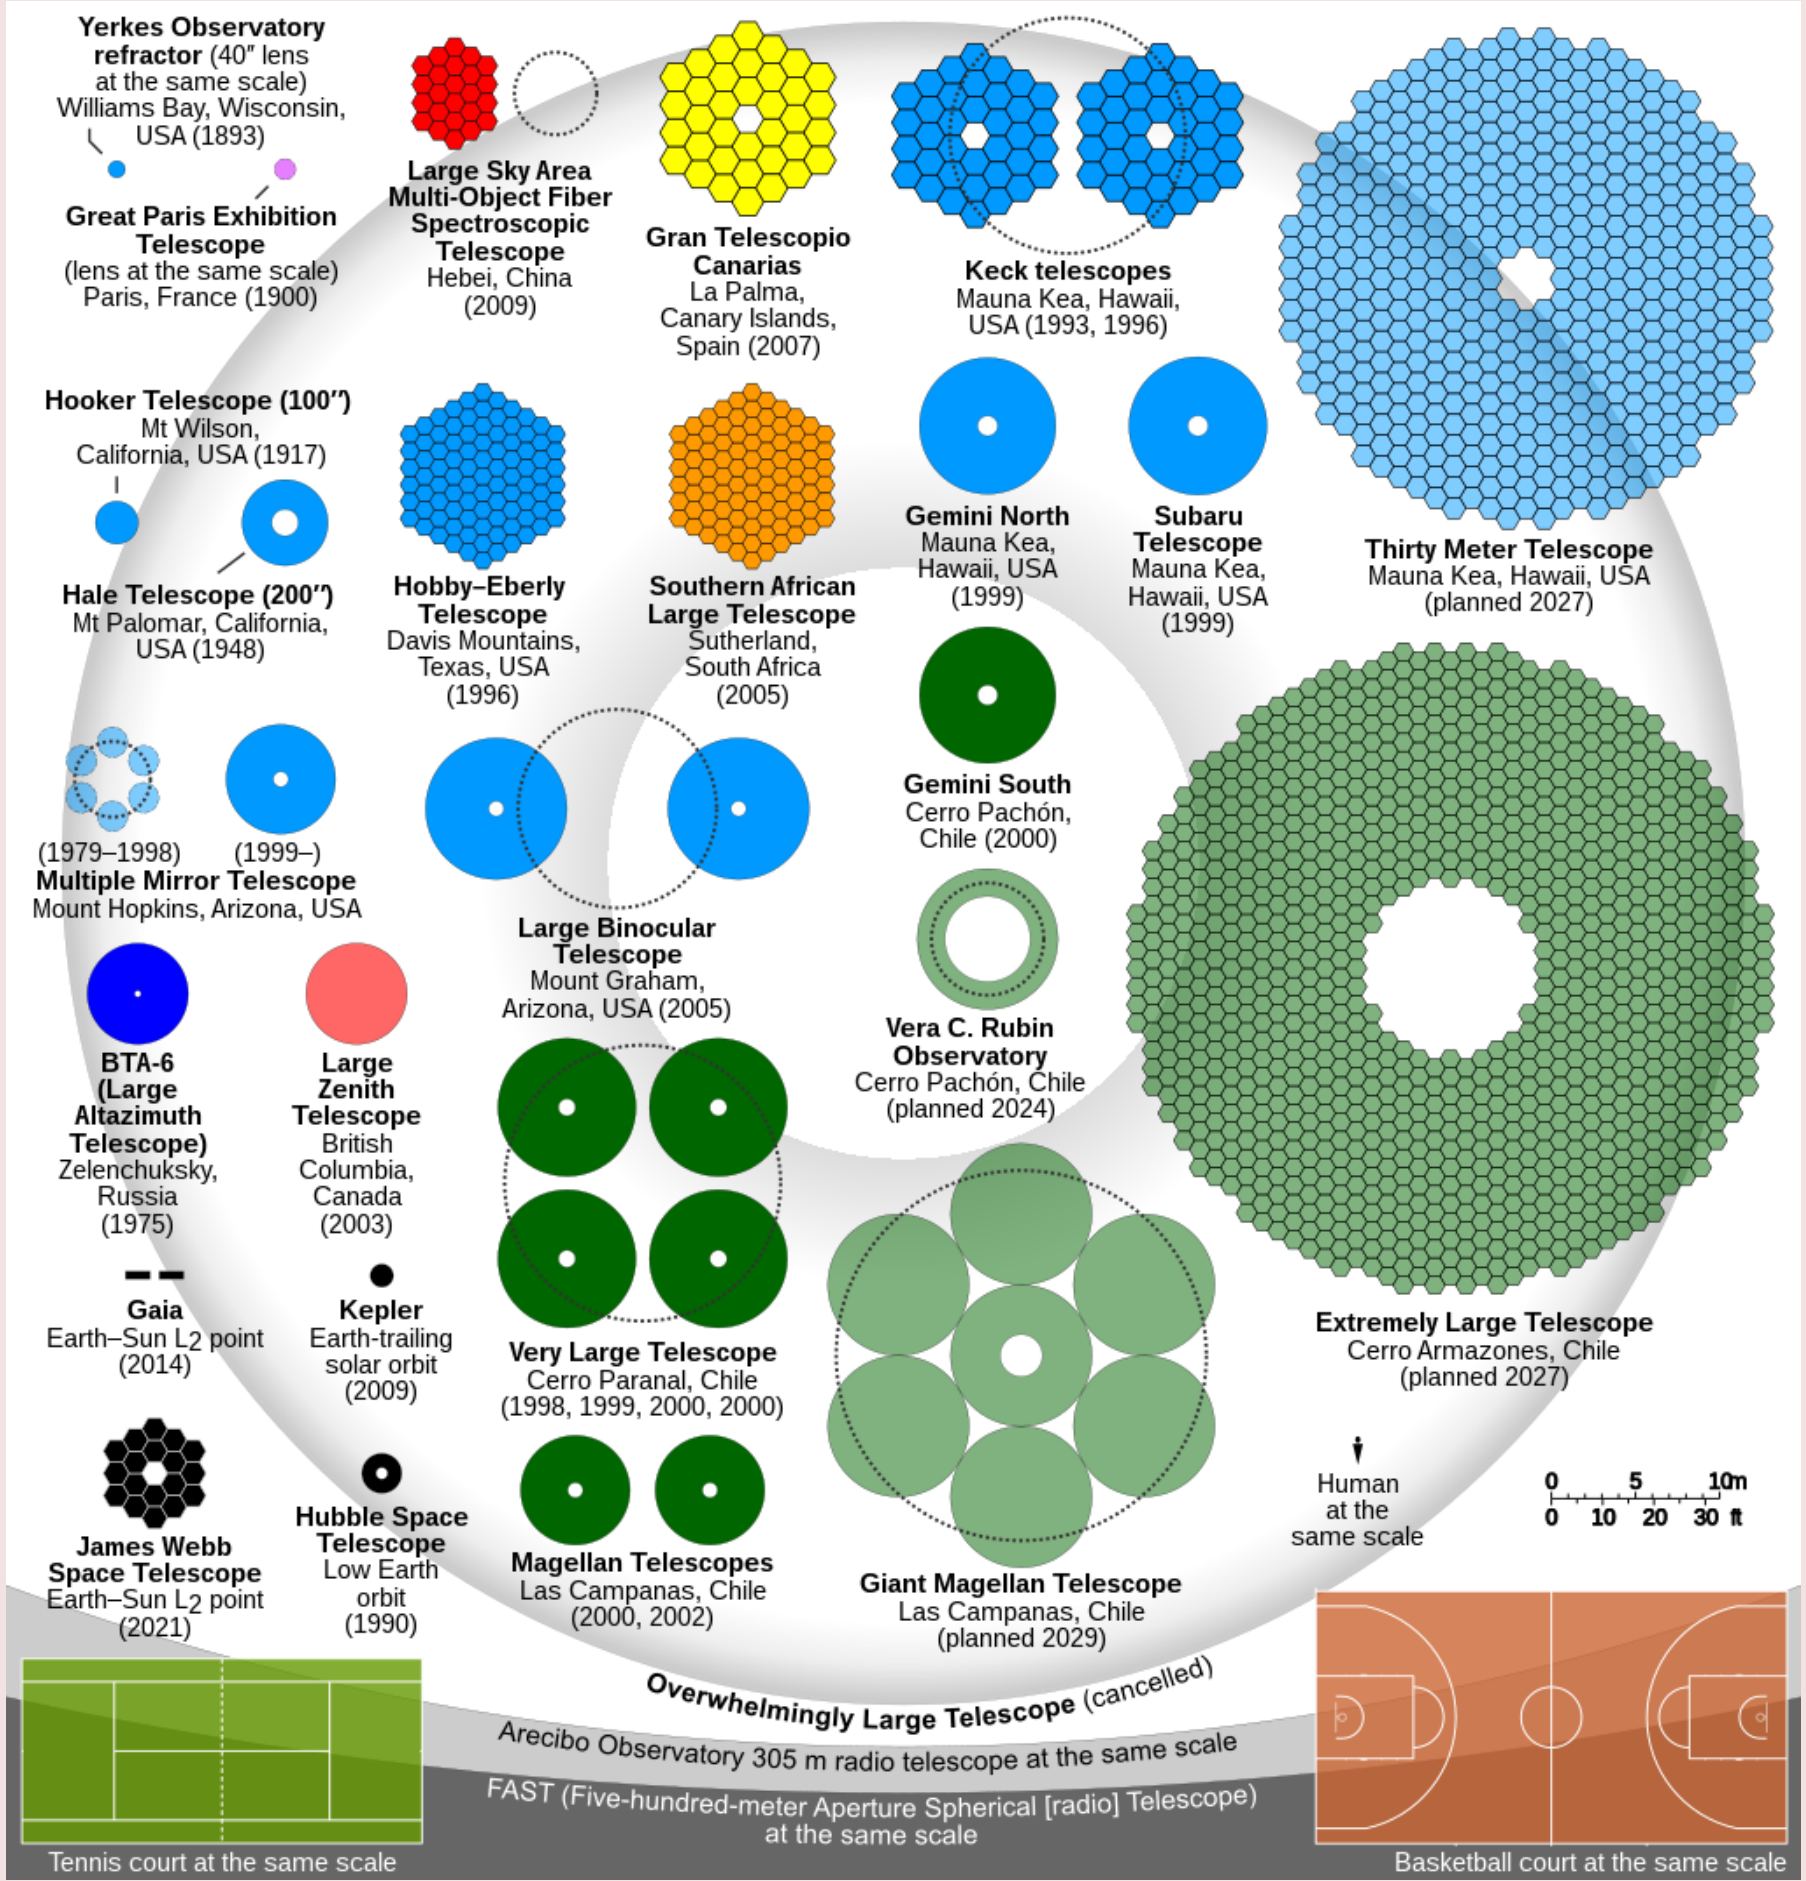 Yerkes Observatory
refractor (40″ lens
at the same scale)
Williams Bay, Wisconsin,
USA (1893)
Great Paris Exhibition
Telescope
(lens at the same scale)
Paris, France (1900)
Large Sky Area
Multi-Object Fiber
Spectroscopic
Telescope
Hebei, China
(2009)
Gran Telescopio
Canarias
La Palma,
Canary Islands,
Spain (2007)
Keck telescopes
Mauna Kea, Hawaii,
USA (1993, 1996)
Thirty Meter Telescope
Mauna Kea, Hawaii, USA
(planned 2027)
Hooker Telescope (100″)
Mt Wilson,
California, USA (1917)
Hale Telescope (200″)
Mt Palomar, California,
USA (1948)
Hobby–Eberly
Telescope
Davis Mountains,
Texas, USA
(1996)
Southern African
Large Telescope
Sutherland,
South Africa
(2005)
Gemini North
Mauna Kea,
Hawaii, USA
(1999)
Subaru
Telescope
Mauna Kea,
Hawaii, USA
(1999)
Gemini South
Cerro Pachón,
Chile (2000)
(1979–1998) (1999–)
Multiple Mirror Telescope
Mount Hopkins, Arizona, USA
Large Binocular
Telescope
Mount Graham,
Arizona, USA (2005)
Vera C. Rubin
Observatory
Cerro Pachón, Chile
(planned 2024)
BTA-6
(Large
Altazimuth
Telescope)
Zelenchuksky,
Russia
(1975)
Large
Zenith
Telescope
British
Columbia,
Canada
(2003)
Extremely Large Telescope
Cerro Armazones, Chile
(planned 2027)
Gaia
Earth–Sun L2 point
(2014)
Kepler
Earth-trailing
solar orbit
(2009)
Very Large Telescope
Cerro Paranal, Chile
(1998, 1999, 2000, 2000)
James Webb
Space Telescope
Earth–Sun L2 point
(2021)
Hubble Space
Telescope
Low Earth
orbit
(1990)
Magellan Telescopes
Las Campanas, Chile
(2000, 2002)
Giant Magellan Telescope
Las Campanas, Chile
(planned 2029)
Human
at the
same scale
0 5 10m
0 10 20 30 ft
Overwhelmingly Large Telescope (cancelled)
Arecibo Observatory 305 m radio telescope at the same scale
FAST (Five-hundred-meter Aperture Spherical [radio] Telescope)
at the same scale
Tennis court at the same scale
Basketball court at the same scale